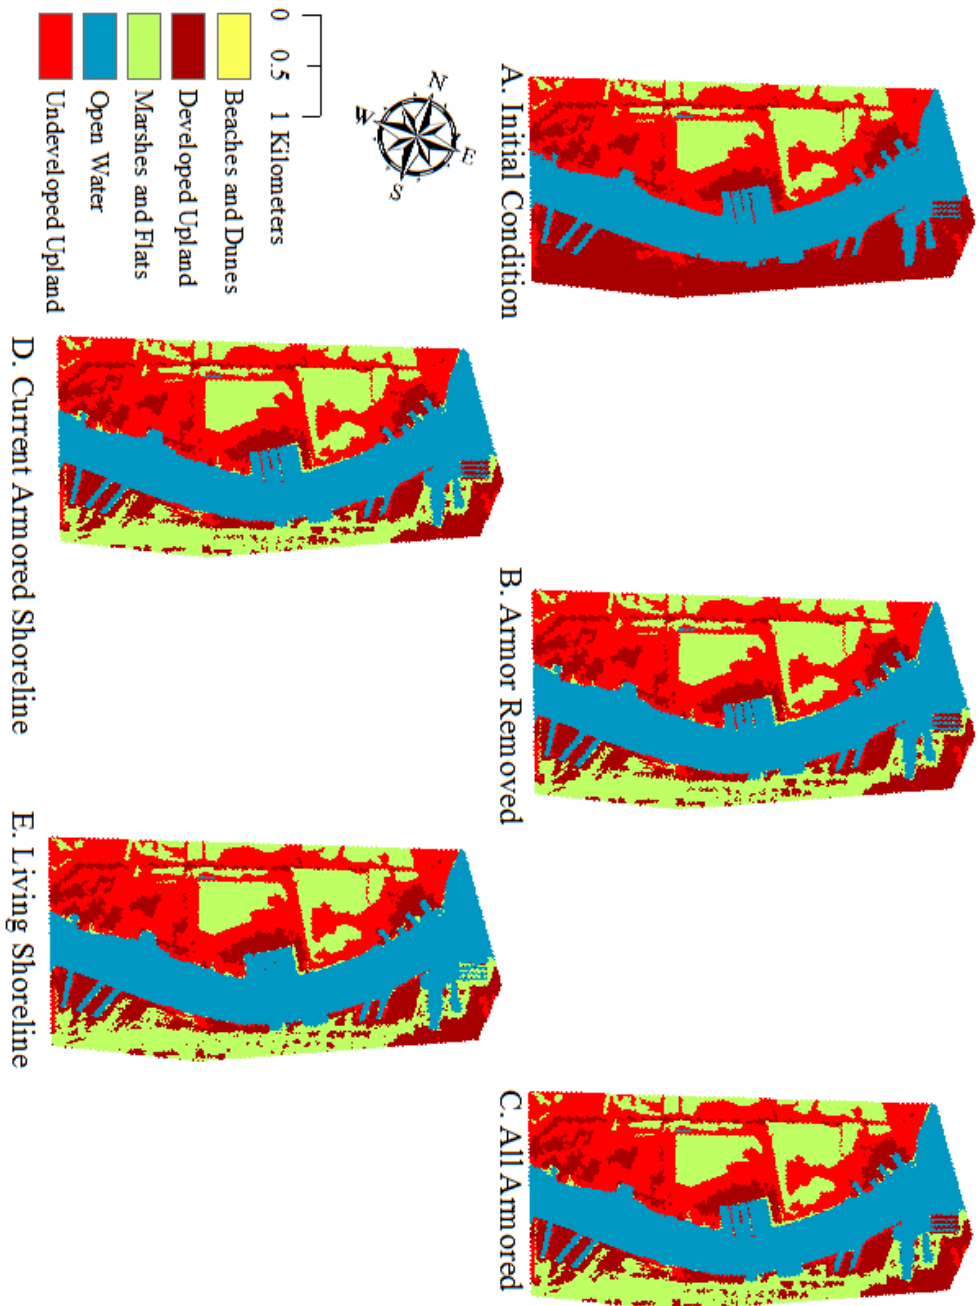 A. Initial Condition
B. Armor Removed
C. All Armored
D. Current Armored Shoreline
E. Living Shoreline
N
E
S
W
0 0.5 1 Kilometers
Beaches and Dunes
Developed Upland
Marshes and Flats
Open Water
Undeveloped Upland